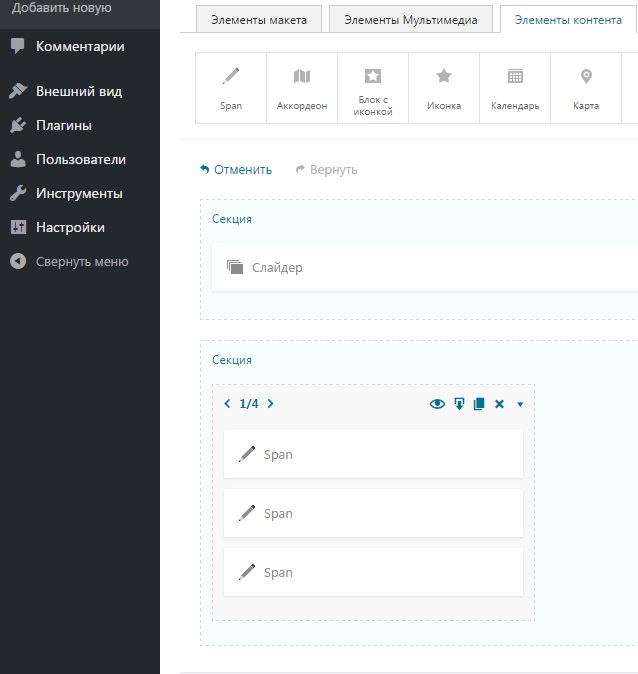 Добавить новую
Комментарии
Внешний вид
Плагины
Пользователи
Инструменты
Настройки
Свернуть меню
Элементы макета
Элементы Мультимедиа
Элементы контента
Span
Аккордеон
Блок с
иконкой
Иконка
Календарь
Карта
Отменить
Вернуть
Секция
Слайдер
Секция
1/4
Span
Span
Span